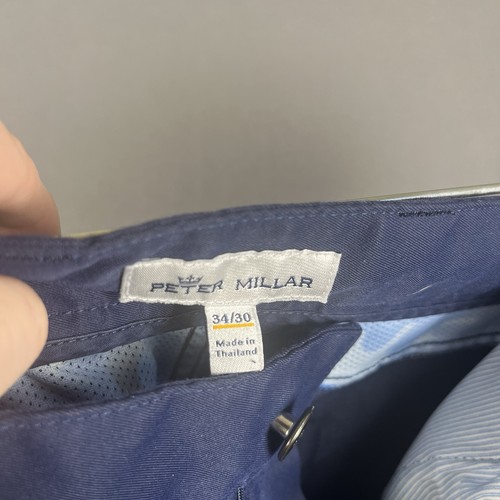 PETER MILLAR
34/30
Made in
Thailand